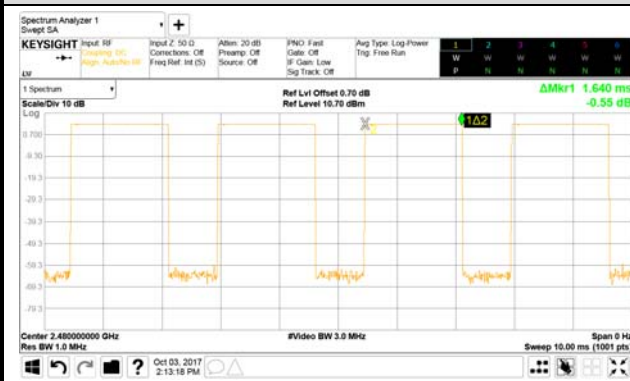 Spectrum Analyzer 1
Swept SA
KEYSIGHT
Input: RF
Coupling: DC
Align: Auto/No RF
Input Z: 50 Ω
Corrections: Off
Freq Ref: Int (S)
Atten: 20 dB
Preamp: Off
Source: Off
PNO: Fast
Gate: Off
IF Gain: Low
Sig Track: Off
Avg Type: Log-Power
Trig: Free Run
1 2 3 4 5 6
W W W W W W
P N N N N N
LXI
1 Spectrum
Scale/Div 10 dB
Ref Lvl Offset 0.70 dB
Ref Level 10.70 dBm
ΔMkr1 1.640 ms
-0.55 dB
Log
1Δ2
0.700
-9.30
-19.3
-29.3
-39.3
-49.3
-59.3
-69.3
-79.3
Center 2.480000000 GHz
Res BW 1.0 MHz
#Video BW 3.0 MHz
Span 0 Hz
Sweep 10.00 ms (1001 pts)
Oct 03, 2017
2:13:18 PM